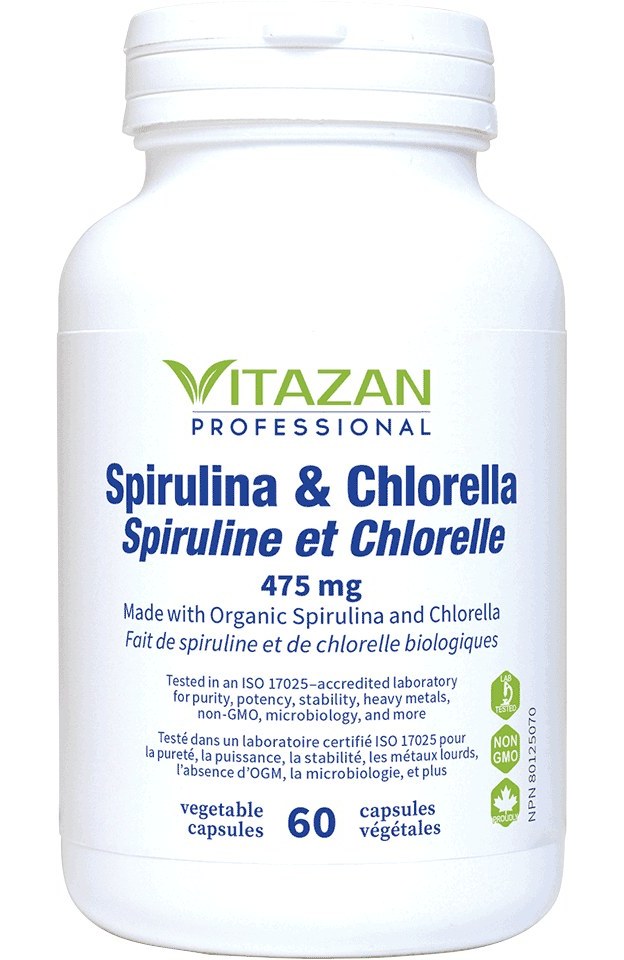 VITAZAN
PROFESSIONAL
Spirulina & Chlorella
Spiruline et Chlorelle
475 mg
Made with Organic Spirulina and Chlorella
Fait de spiruline et de chlorelle biologiques
Tested in an ISO 17025–accredited laboratory
for purity, potency, stability, heavy metals,
non-GMO, microbiology, and more
Testé dans un laboratoire certifié ISO 17025 pour
la pureté, la puissance, la stabilité, les métaux lourds,
l'absence d'OGM, la microbiologie, et plus
vegetable
capsules
60
capsules
végétales
LAB
TESTED
NON
GMO
PROUDLY
NPN 80125070